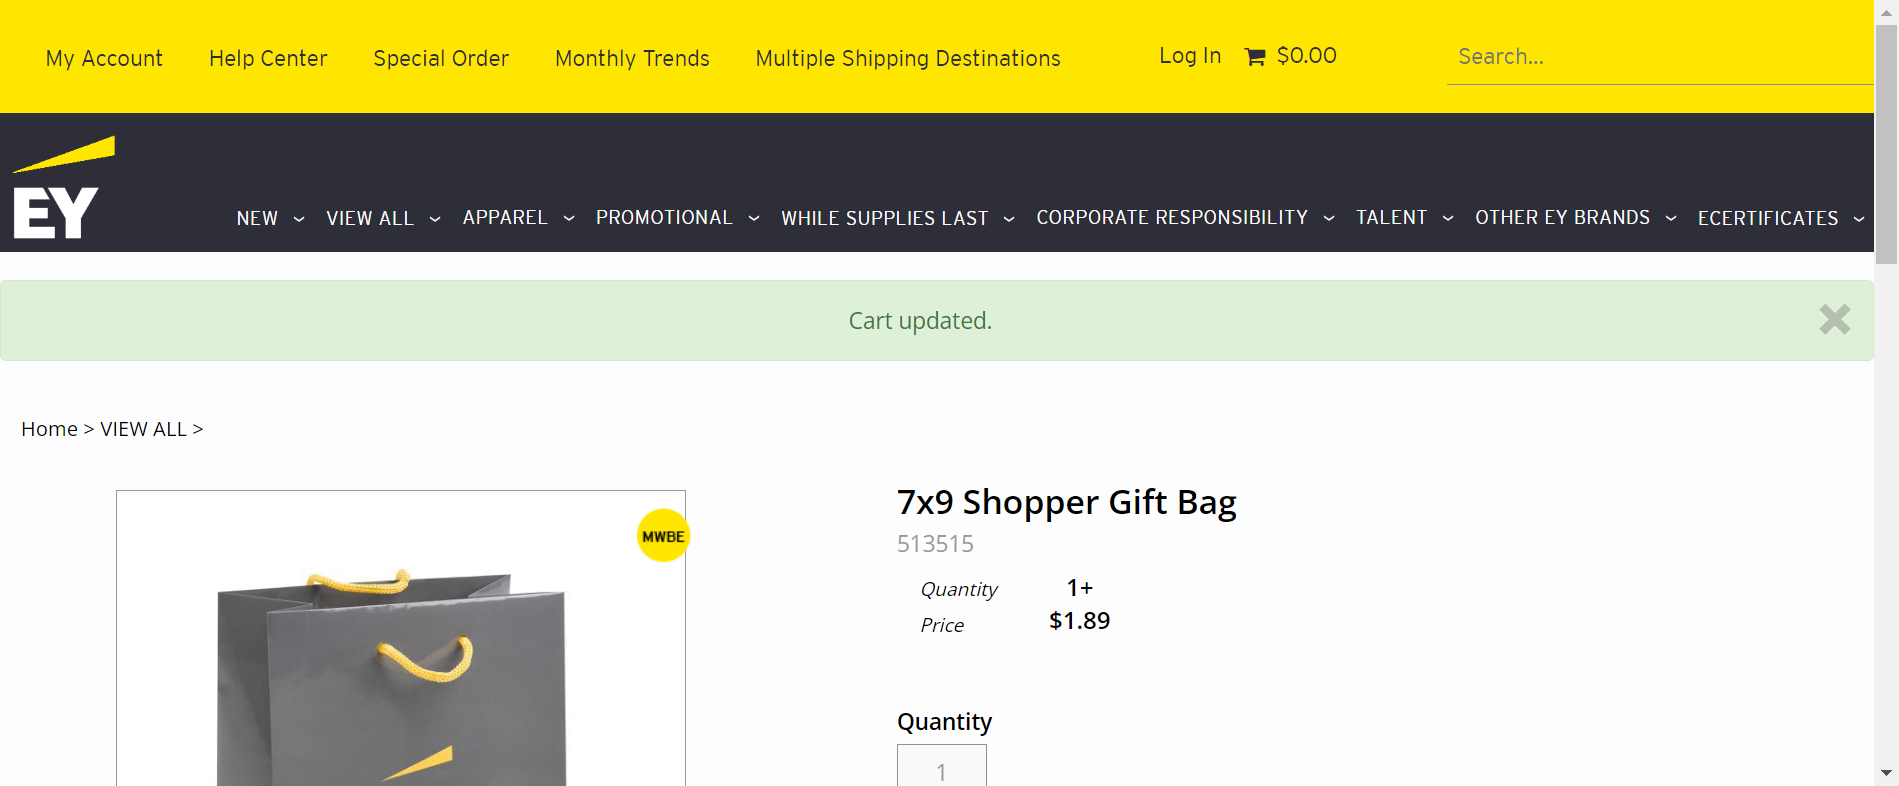 My Account Help Center Special Order Monthly Trends Multiple Shipping Destinations Log In $0.00 Search...
EY
NEW VIEW ALL APPAREL PROMOTIONAL WHILE SUPPLIES LAST CORPORATE RESPONSIBILITY TALENT OTHER EY BRANDS ECERTIFICATES
Cart updated.
Home > VIEW ALL >
MWBE
7x9 Shopper Gift Bag
513515
Quantity 1+
Price $1.89
Quantity
1